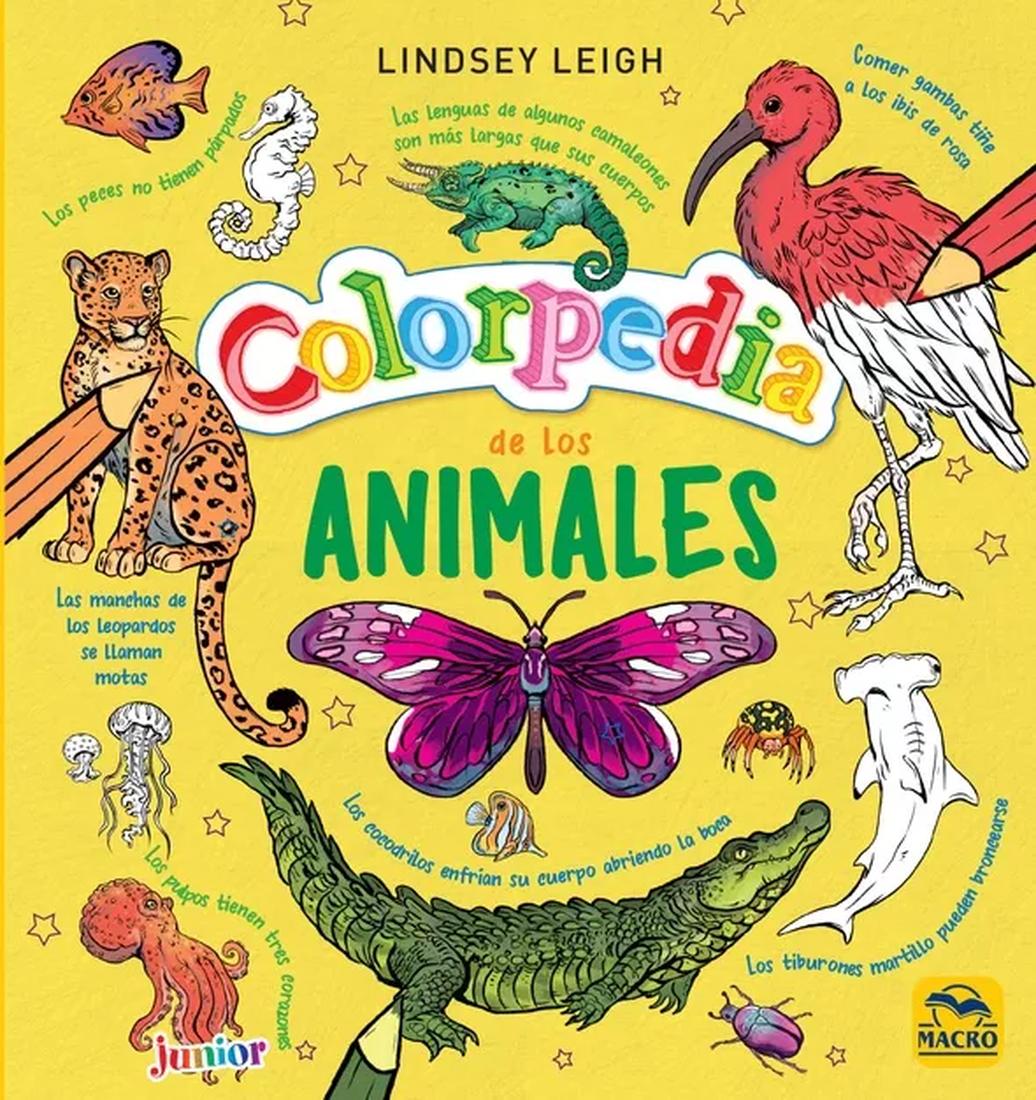 LINDSEY LEIGH
Comer gambas tiñe
a los ibis de rosa
Las lenguas de algunos camaleones
son más largas que sus cuerpos
Los peces no tienen párpados
Colorpedia
de los
ANIMALES
Las manchas de
los leopardos
se llaman
motas
Los cocodrilos enfrían su cuerpo abriendo la boca
Los pulpos tienen tres corazones
Los tiburones martillo pueden broncearse
junior
MACRO